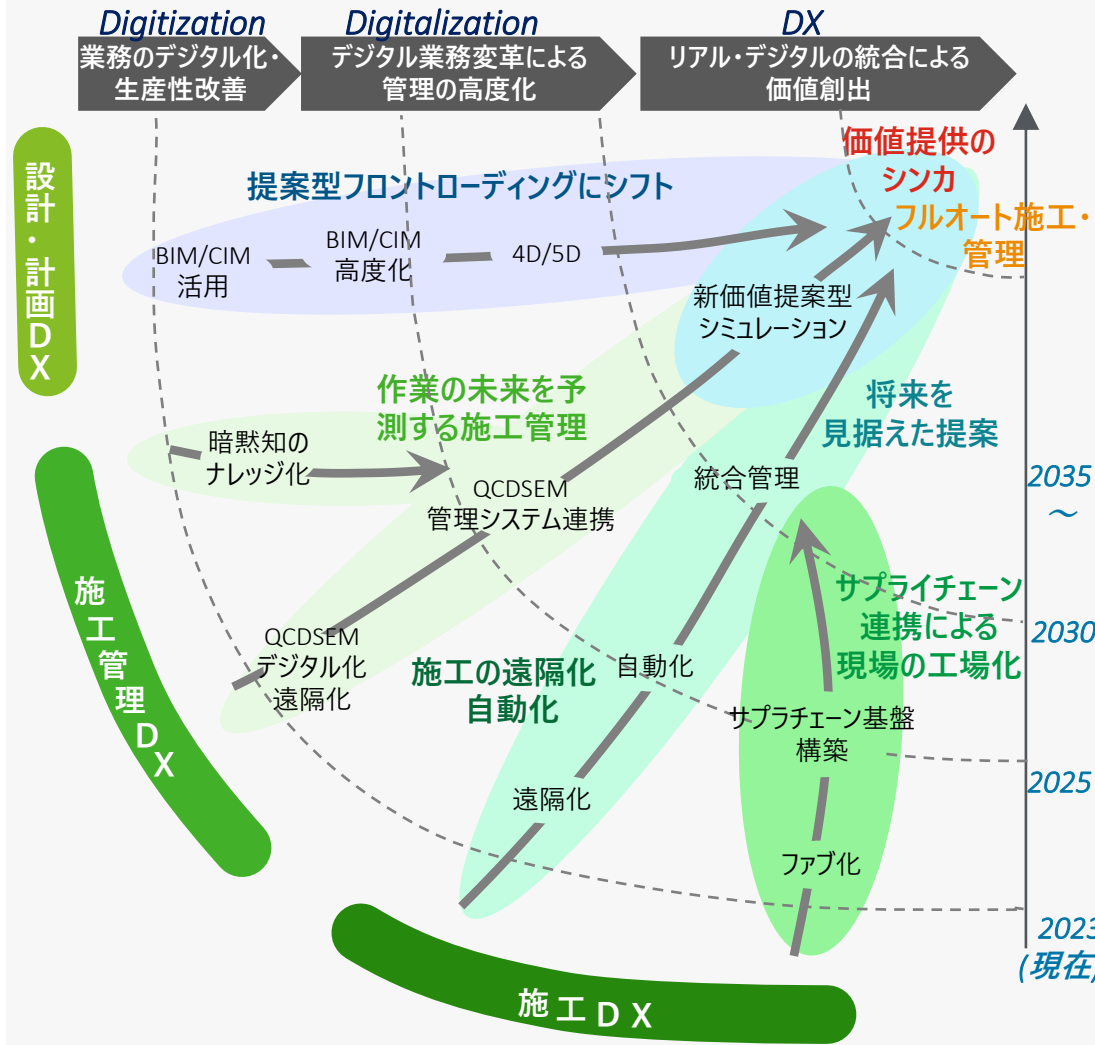 Digitization
Digitalization
DX
業務のデジタル化・
生産性改善
デジタル業務変革による
管理の高度化
リアル・デジタルの統合による
価値創出
設計・計画DX
価値提供の
シンカ
フルオート施工・
管理
提案型フロントローディングにシフト
BIM/CIM
活用
BIM/CIM
高度化
4D/5D
新価値提案型
シミュレーション
作業の未来を予
測する施工管理
将来を
見据えた提案
暗黙知の
ナレッジ化
QCDSEM
管理システム連携
統合管理
2035
～
施工管理DX
サプライチェーン
連携による
現場の工場化
2030
QCDSEM
デジタル化
遠隔化
施工の遠隔化
自動化
自動化
サプラチェーン基盤
構築
2025
遠隔化
ファブ化
2023
(現在)
施工DX